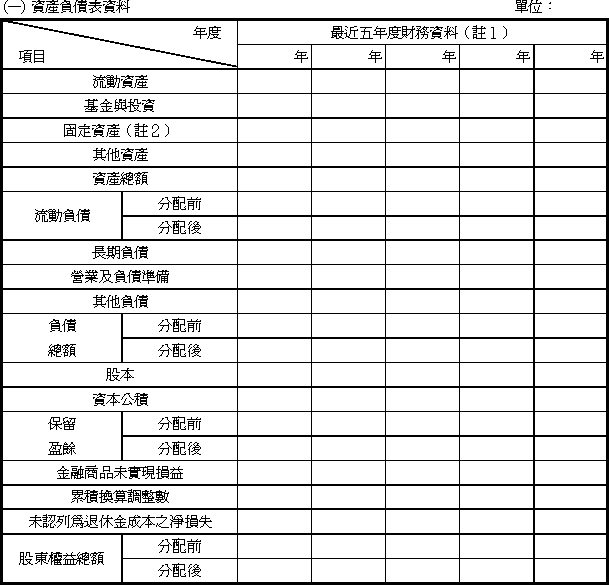 (一) 資產負債表資料 單位：
年度 最近五年度財務資料（註１）
項目 年 年 年 年 年
流動資產
基金與投資
固定資產（註２）
其他資產
資產總額
流動負債 分配前
分配後
長期負債
營業及負債準備
其他負債
負債 分配前
總額 分配後
股本
資本公積
保留 分配前
盈餘 分配後
金融商品未實現損益
累積換算調整數
未認列為退休金成本之淨損失
股東權益總額 分配前
分配後